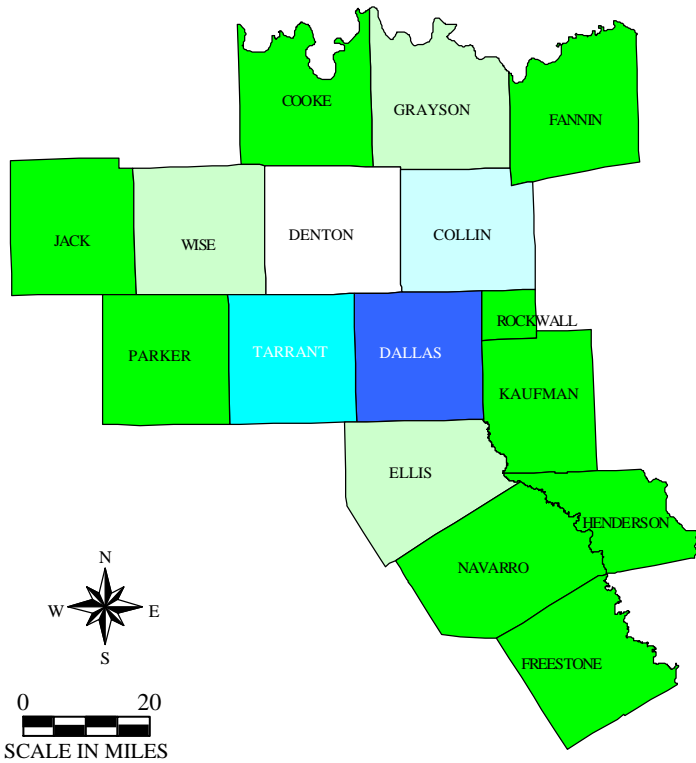 COOKE
GRAYSON
FANNIN
JACK
WISE
DENTON
COLLIN
ROCKWALL
PARKER
TARRANT
DALLAS
KAUFMAN
ELLIS
HENDERSON
NAVARRO
FREESTONE
N
W E
S
0 20
SCALE IN MILES